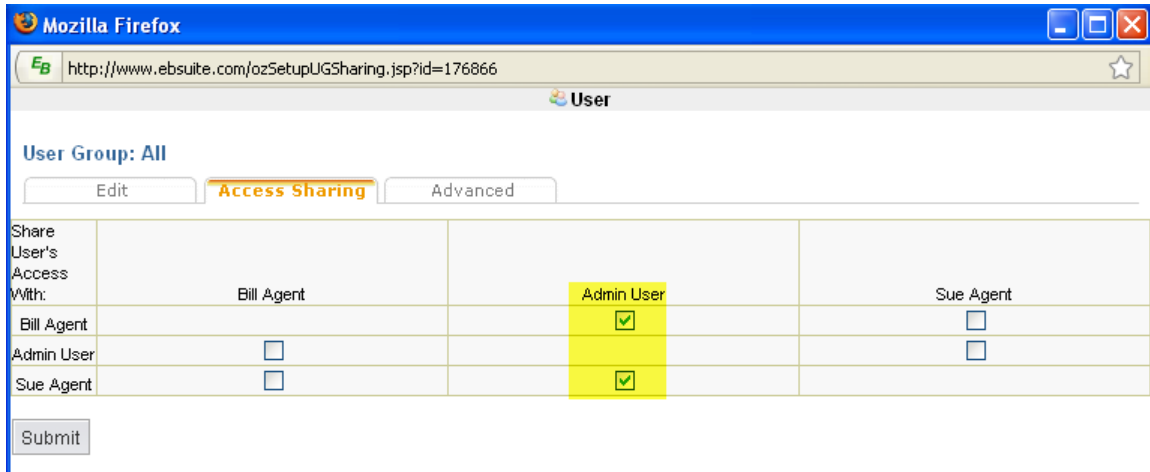 Mozilla Firefox
EB http://www.ebsuite.com/ozSetupUGSharing.jsp?id=176866
User
User Group: All
Edit Access Sharing Advanced
Share
User's
Access
With: Bill Agent Admin User Sue Agent
Bill Agent
Admin User
Sue Agent
Submit